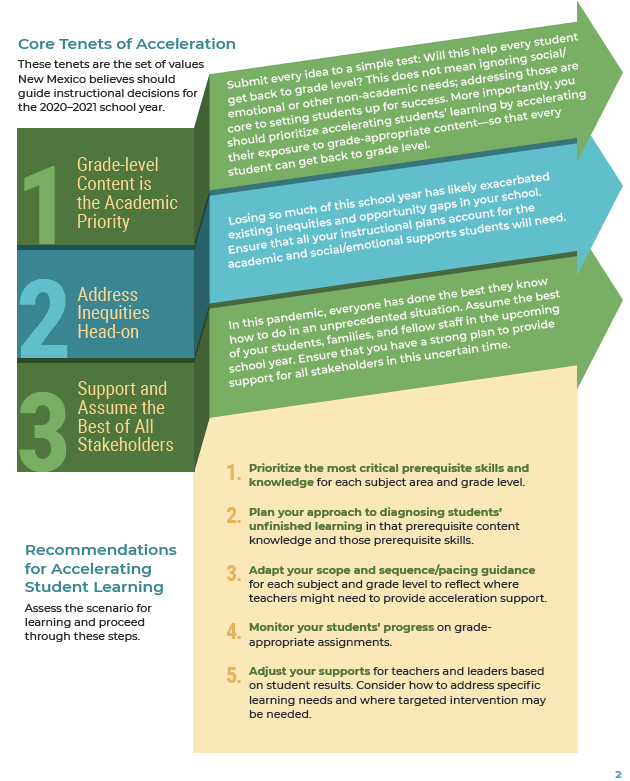 Core Tenets of Acceleration
These tenets are the set of values
New Mexico believes should
guide instructional decisions for
the 2020–2021 school year.
1
Grade-level
Content is
the Academic
Priority
Submit every idea to a simple test: Will this help every student
get back to grade level? This does not mean ignoring social/
emotional or other non-academic needs; addressing those are
core to setting students up for success. More importantly, you
should prioritize accelerating students’ learning by accelerating
their exposure to grade-appropriate content—so that every
student can get back to grade level.
2
Address
Inequities
Head-on
Losing so much of this school year has likely exacerbated
existing inequities and opportunity gaps in your school.
Ensure that all your instructional plans account for the
academic and social/emotional supports students will need.
3
Support and
Assume the
Best of All
Stakeholders
In this pandemic, everyone has done the best they know
how to do in an unprecedented situation. Assume the best
of your students, families, and fellow staff in the upcoming
school year. Ensure that you have a strong plan to provide
support for all stakeholders in this uncertain time.
Recommendations
for Accelerating
Student Learning
Assess the scenario for
learning and proceed
through these steps.
1. Prioritize the most critical prerequisite skills and
knowledge for each subject area and grade level.
2. Plan your approach to diagnosing students’
unfinished learning in that prerequisite content
knowledge and those prerequisite skills.
3. Adapt your scope and sequence/pacing guidance
for each subject and grade level to reflect where
teachers might need to provide acceleration support.
4. Monitor your students’ progress on grade-
appropriate assignments.
5. Adjust your supports for teachers and leaders based
on student results. Consider how to address specific
learning needs and where targeted intervention may
be needed.
2